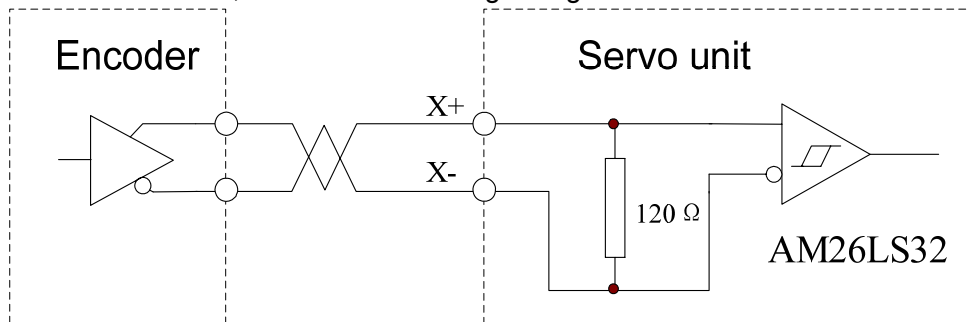 Encoder
Servo unit
X+
X-
120 Ω
AM26LS32